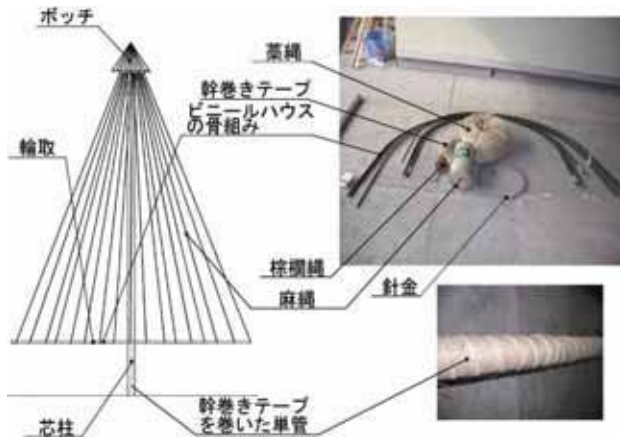 ボッチ
藁縄
幹巻きテープ
ビニールハウス
の骨組み
輪取
棕櫚縄
麻縄
針金
芯柱
幹巻きテープ
を巻いた単管